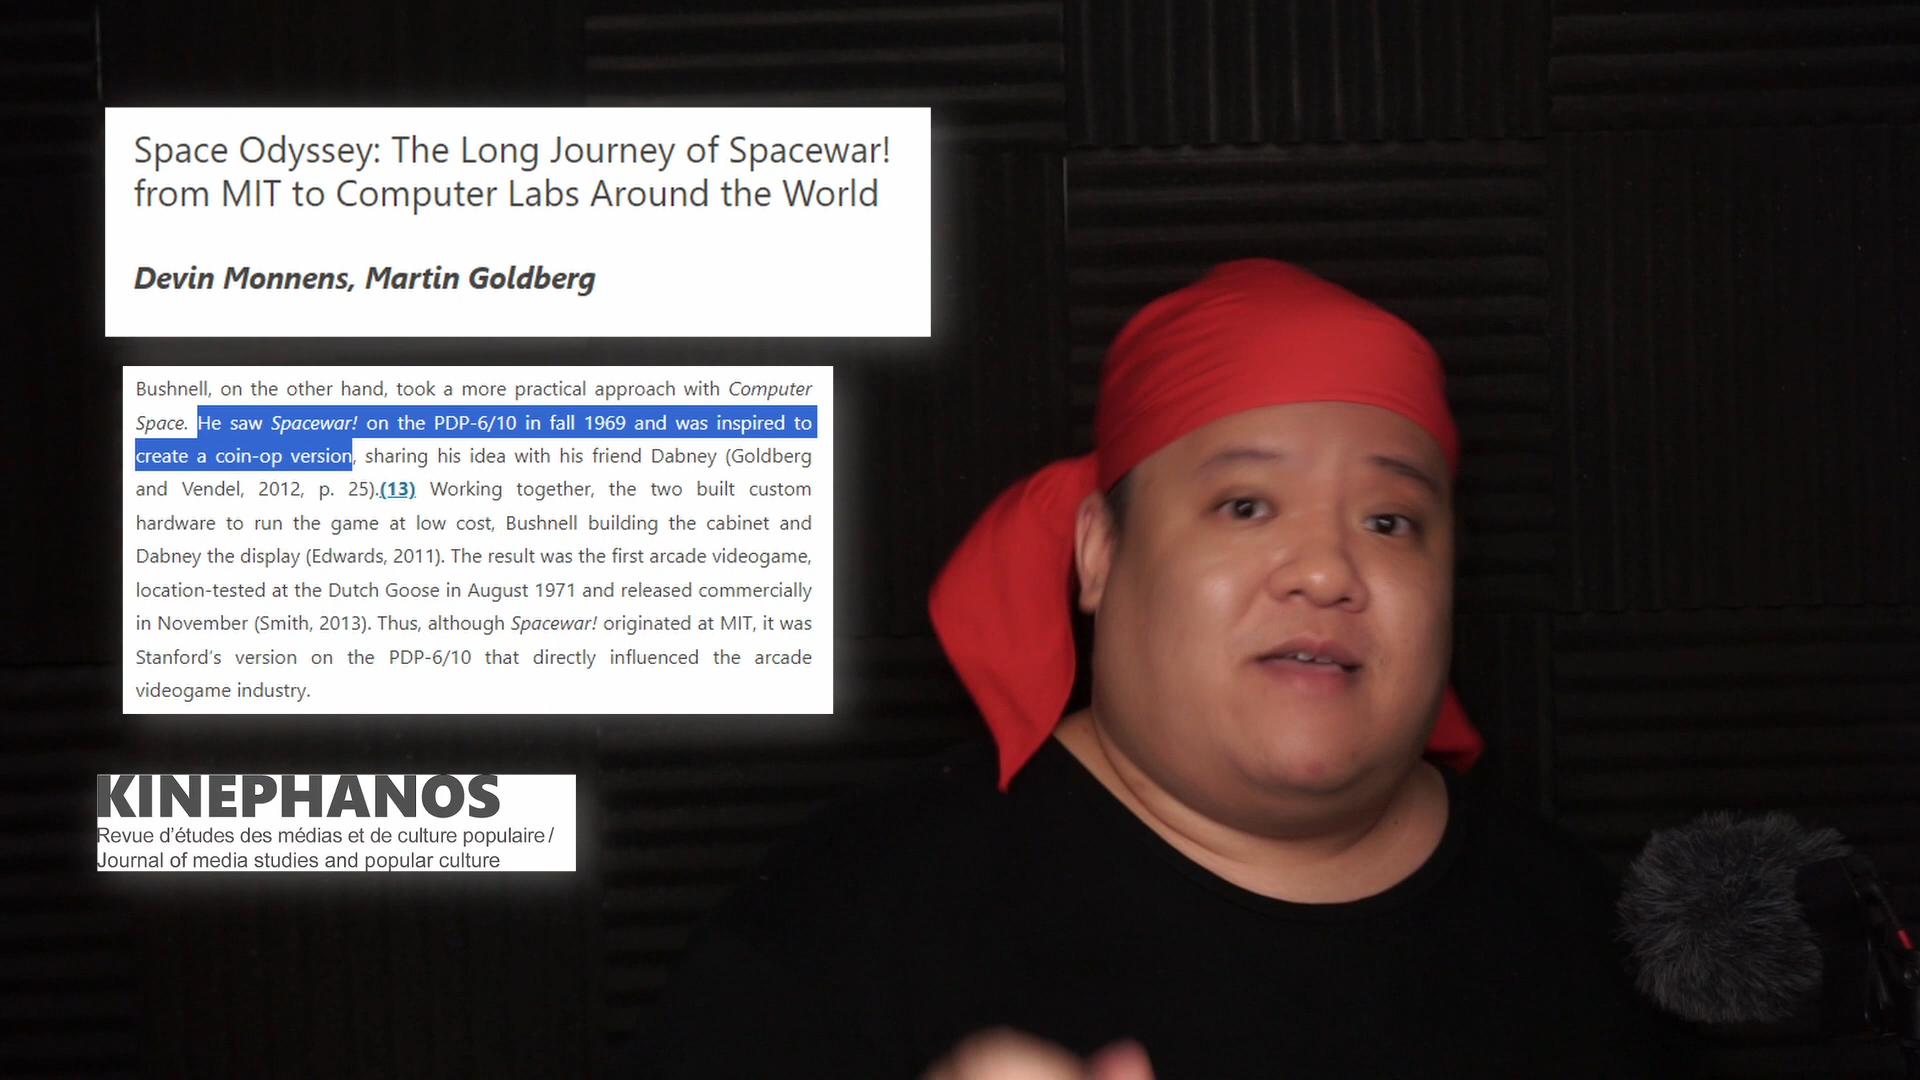 Space Odyssey: The Long Journey of Spacewar!
from MIT to Computer Labs Around the World
Devin Monnens, Martin Goldberg
Bushnell, on the other hand, took a more practical approach with Computer
Space. He saw Spacewar! on the PDP-6/10 in fall 1969 and was inspired to
create a coin-op version, sharing his idea with his friend Dabney (Goldberg
and Vendel, 2012, p. 25).(13) Working together, the two built custom
hardware to run the game at low cost, Bushnell building the cabinet and
Dabney the display (Edwards, 2011). The result was the first arcade videogame,
location-tested at the Dutch Goose in August 1971 and released commercially
in November (Smith, 2013). Thus, although Spacewar! originated at MIT, it was
Stanford's version on the PDP-6/10 that directly influenced the arcade
videogame industry.
KINEPHANOS
Revue d'études des médias et de culture populaire /
Journal of media studies and popular culture